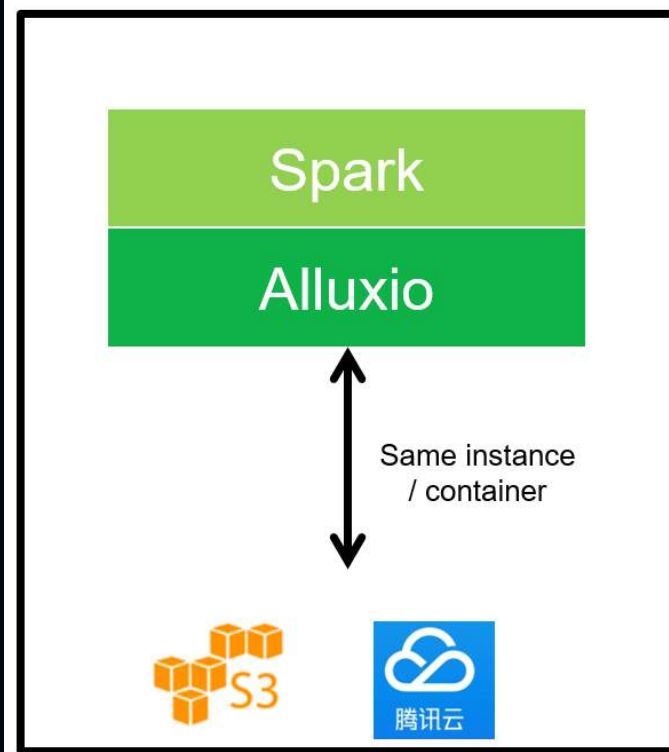 Spark
Alluxio
Same instance
/ container
S3
腾讯云